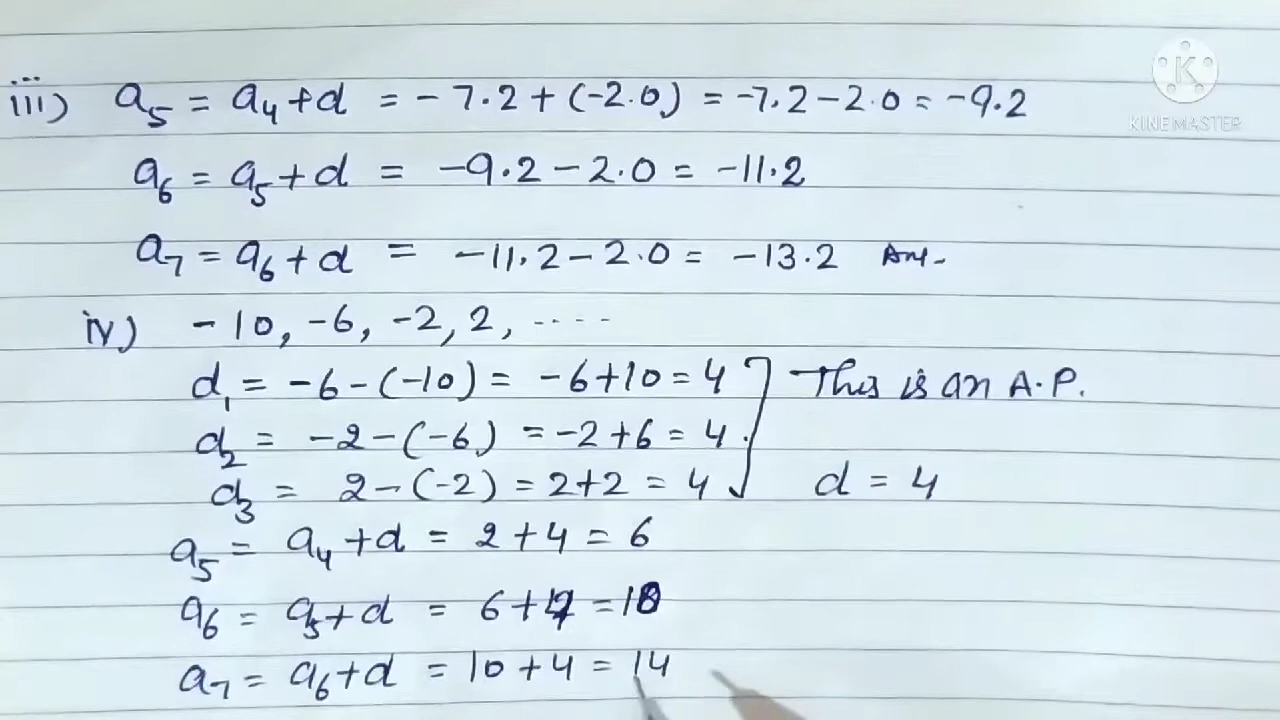 iii) a5 = a4 + d = - 7.2 + (-2.0) = -7.2 - 2.0 = -9.2
K
KINEMASTER
a6 = a5 + d = -9.2 - 2.0 = -11.2
a7 = a6 + d = -11.2 - 2.0 = -13.2 Ans.
iv) - 10, -6, -2, 2, ....
d1 = -6 - (-10) = -6 + 10 = 4 This is an A.P.
d2 = -2 - (-6) = -2 + 6 = 4
d3 = 2 - (-2) = 2 + 2 = 4 d = 4
a5 = a4 + d = 2 + 4 = 6
a6 = a5 + d = 6 + 4 = 10
a7 = a6 + d = 10 + 4 = 14